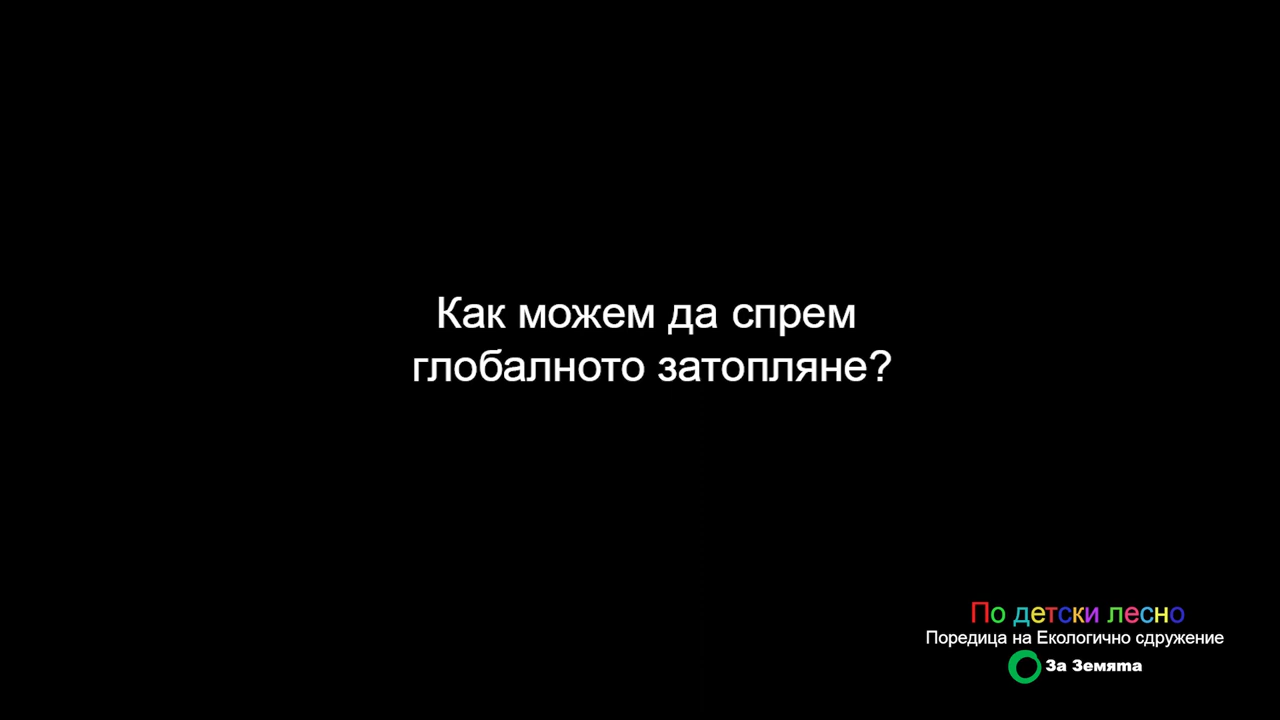 Как можем да спрем
глобалното затопляне?
По детски лесно
Поредица на Екологично сдружение
За Земята